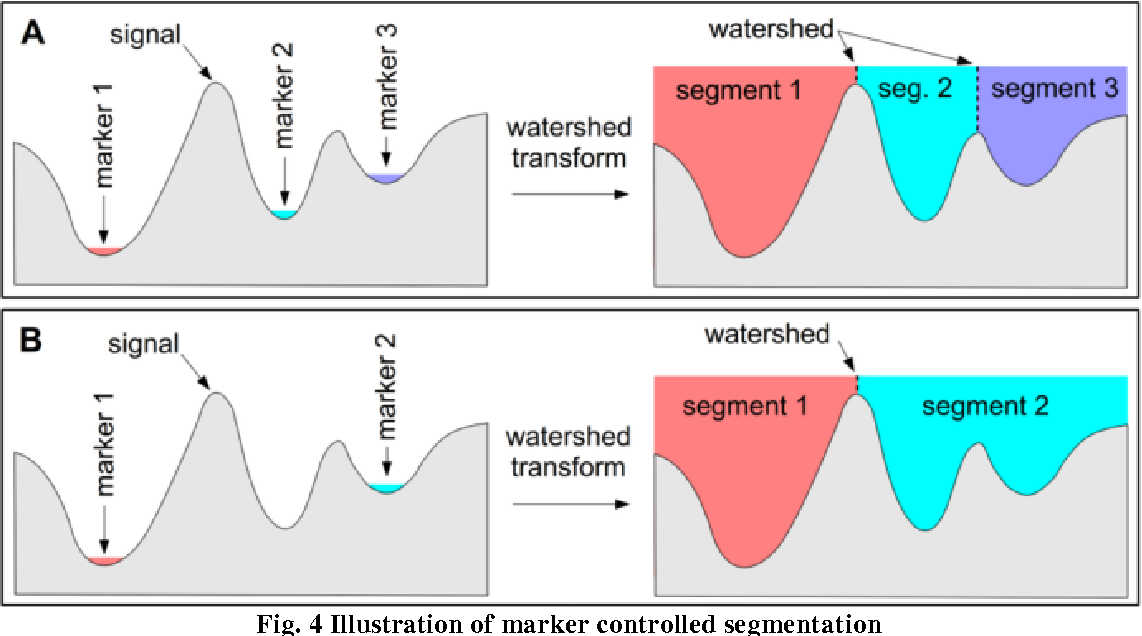 A
signal
marker 1
marker 2
marker 3
watershed
transform
watershed
segment 1
seg. 2
segment 3
B
signal
marker 1
marker 2
watershed
transform
watershed
segment 1
segment 2
Fig. 4 Illustration of marker controlled segmentation